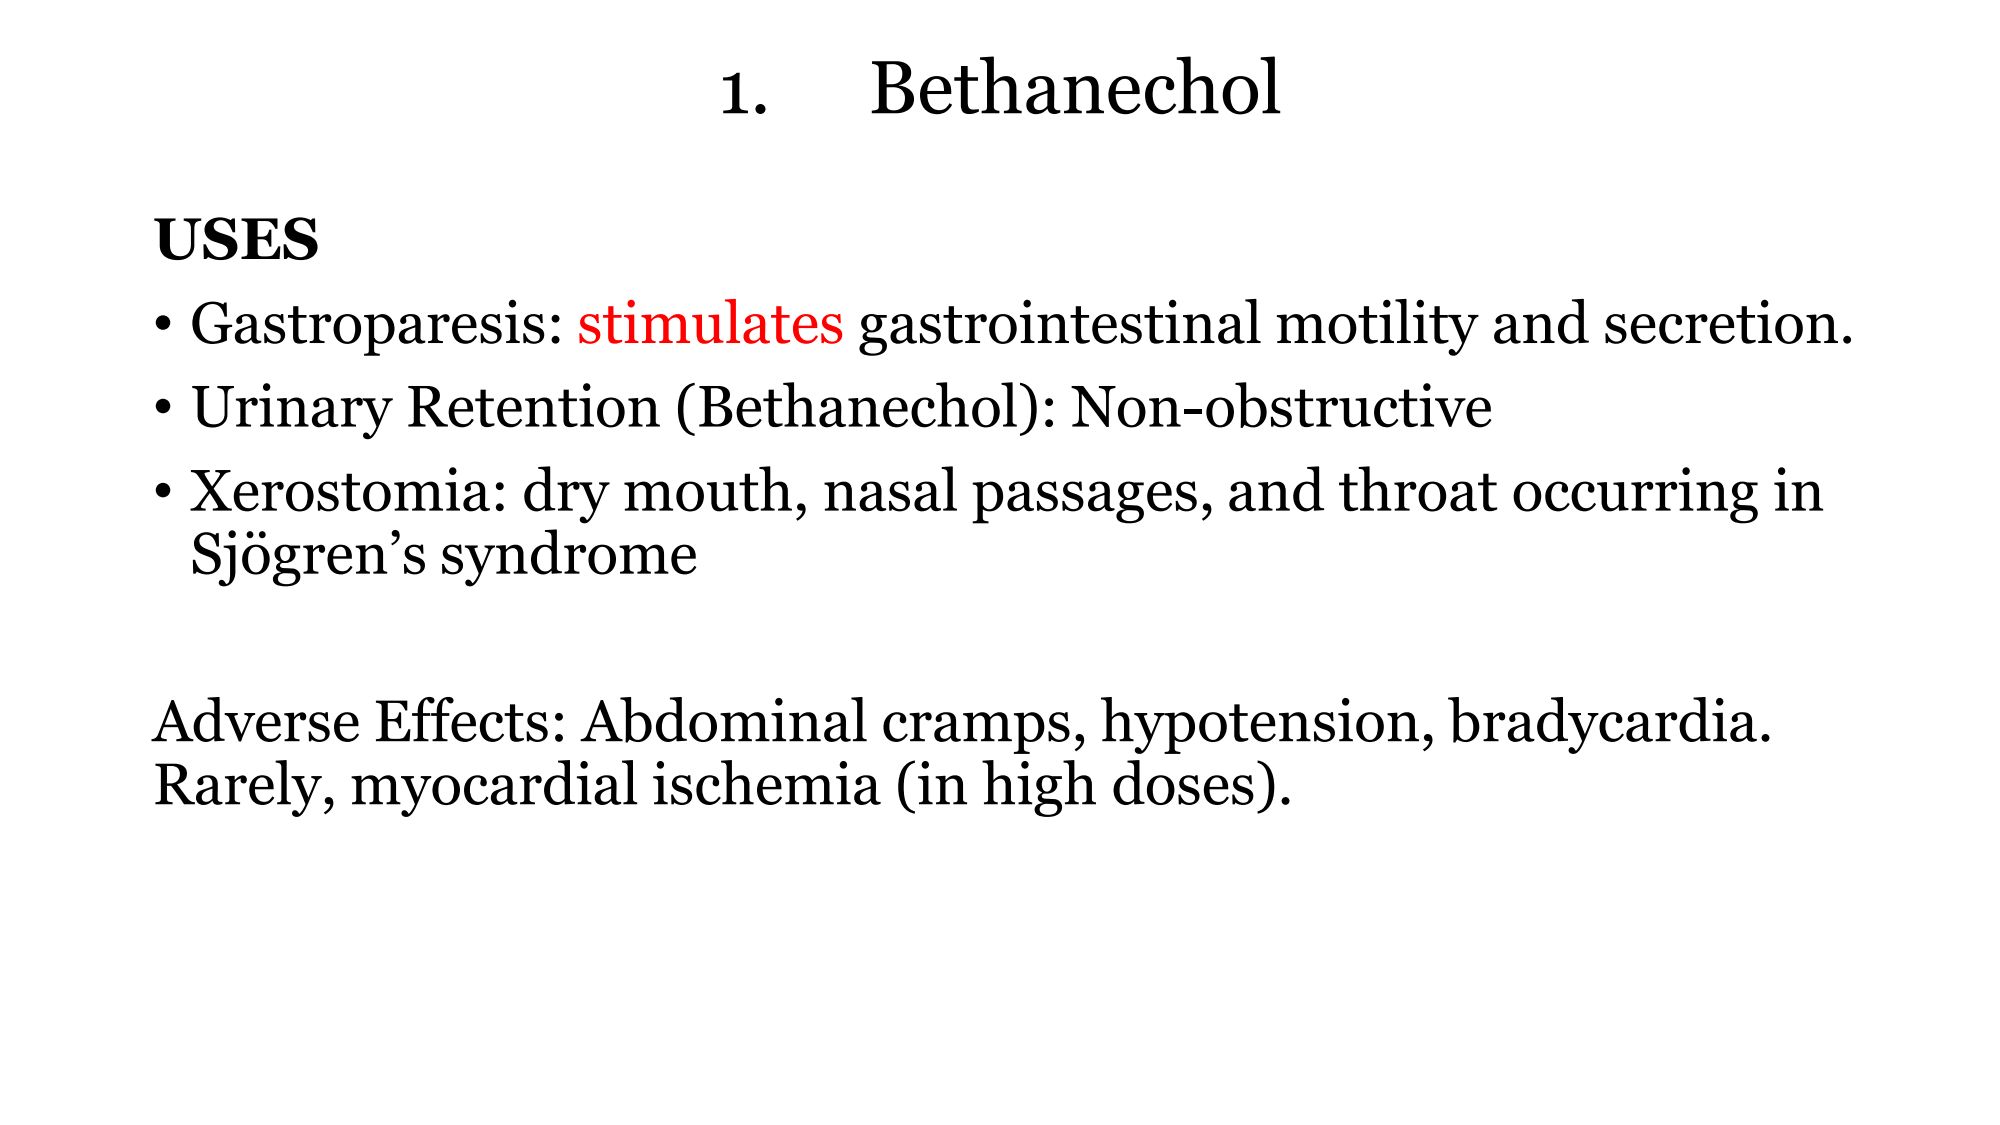 1. Bethanechol
USES
• Gastroparesis: stimulates gastrointestinal motility and secretion.
• Urinary Retention (Bethanechol): Non-obstructive
• Xerostomia: dry mouth, nasal passages, and throat occurring in
Sjögren’s syndrome
Adverse Effects: Abdominal cramps, hypotension, bradycardia.
Rarely, myocardial ischemia (in high doses).